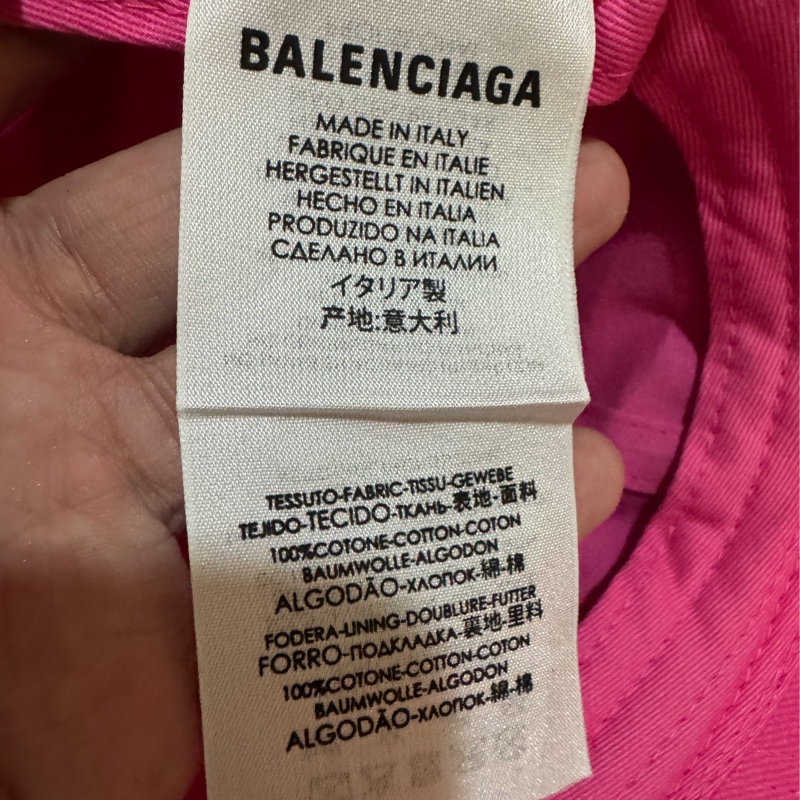 BALENCIAGA
MADE IN ITALY
FABRIQUE EN ITALIE
HERGESTELLT IN ITALIEN
HECHO EN ITALIA
PRODUZIDO NA ITALIA
СДЕЛАНО В ИТАЛИИ
イタリア製
产地:意大利
TESSUTO-FABRIC-TISSU-GEWEBE
TEJIDO-TECIDO-ТКАНЬ-表地-面料
100%COTONE-COTTON-COTON
BAUMWOLLE-ALGODON
ALGODÃO-ХЛОПОК-綿-棉
FODERA-LINING-DOUBLURE-FUTTER
FORRO-ПОДКЛАДКА-裏地-里料
100%COTONE-COTTON-COTON
BAUMWOLLE-ALGODON
ALGODÃO-ХЛОПОК-綿-棉